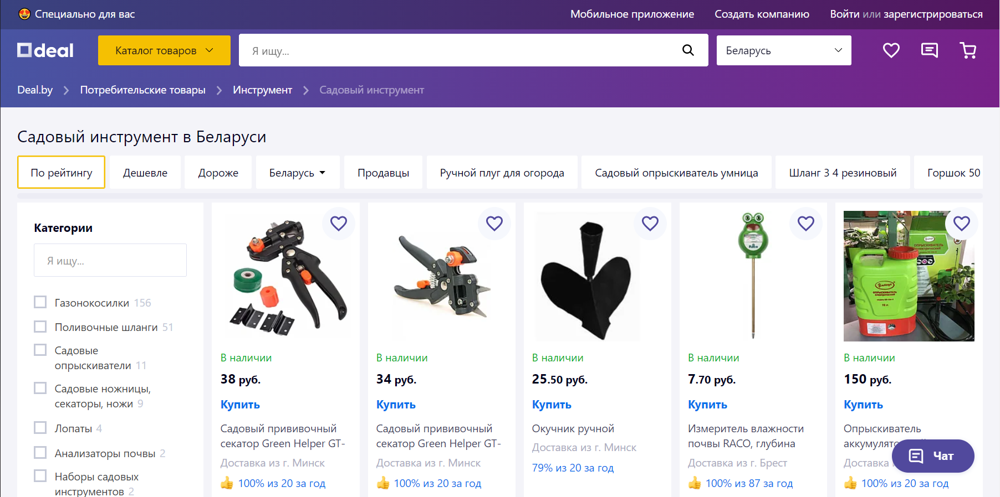 Специально для вас
Мобильное приложение
Создать компанию
Войти или зарегистрироваться
deal
Каталог товаров
Я ищу...
Беларусь
Deal.by
Потребительские товары
Инструмент
Садовый инструмент
Садовый инструмент в Беларуси
По рейтингу
Дешевле
Дороже
Беларусь
Продавцы
Ручной плуг для огорода
Садовый опрыскиватель умница
Шланг 3 4 резиновый
Горшок 50
Категории
Я ищу...
Газонокосилки 156
Поливочные шланги 51
Садовые
опрыскиватели 11
Садовые ножницы,
секаторы, ножи 9
Лопаты 4
Анализаторы почвы 2
Наборы садовых
инструментов 2
В наличии
38 руб.
Купить
Садовый прививочный
секатор Green Helper GT-
Доставка из г. Минск
100% из 20 за год
В наличии
34 руб.
Купить
Садовый прививочный
секатор Green Helper GT-
Доставка из г. Минск
100% из 20 за год
В наличии
25.50 руб.
Купить
Окучник ручной
Доставка из г. Минск
79% из 20 за год
Raco
В наличии
7.70 руб.
Купить
Измеритель влажности
почвы RACO, глубина
Доставка из г. Брест
100% из 87 за год
ОПРЫСКИВАТЕЛЬ
ОПРЫСКИВАТЕЛЬ
В наличии
150 руб.
Купить
Опрыскиватель
Доставка
100% из 20 за год
Чат